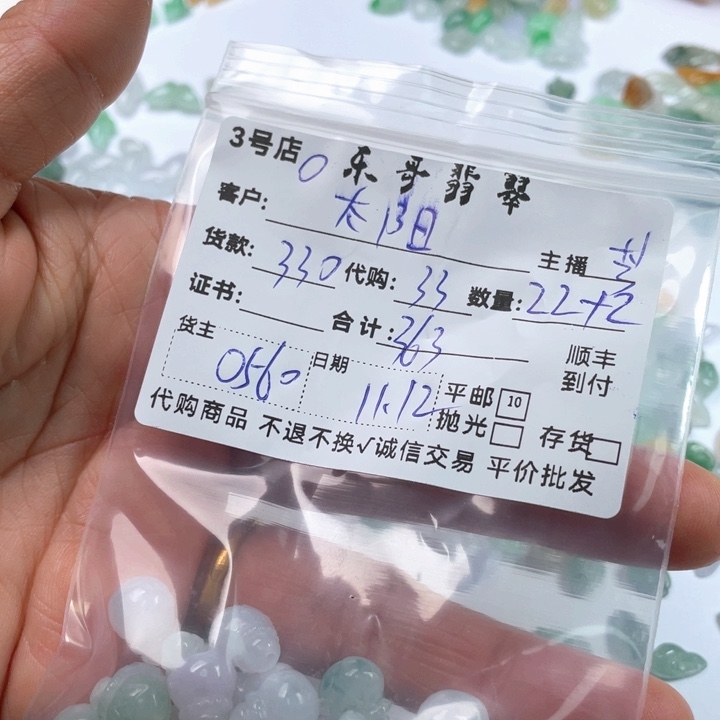 3号店 0 东哥翡翠
客户: 太阳 主播
货款: 330 代购: 33 数量: 22+2
证书: 合计: 363 顺丰到付
货主 0560 日期 11.12 平邮 10
抛光 存货
代购商品 不退不换√诚信交易 平价批发